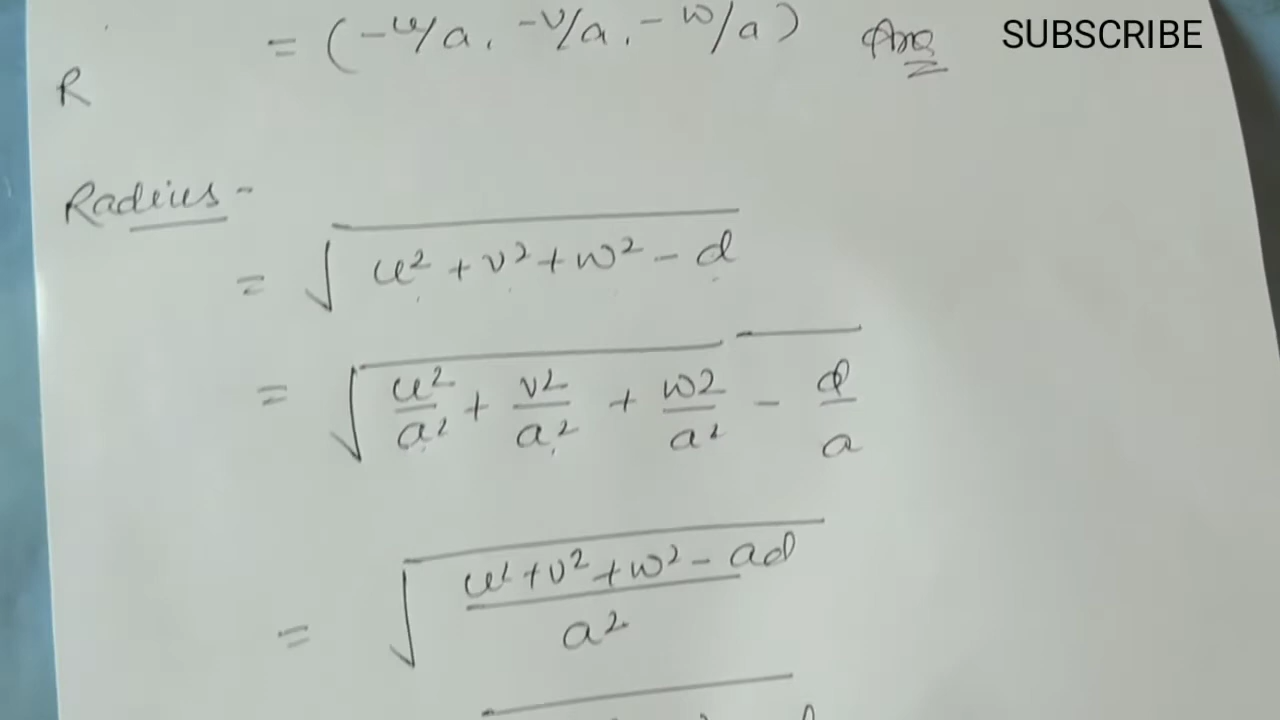 = (-u/a, -v/a, -w/a) Ans
SUBSCRIBE
R
Radius -
= √(u² + v² + w² - d)
= √(u²/a² + v²/a² + w²/a² - d/a)
= √((u² + v² + w² - ad)/a²)